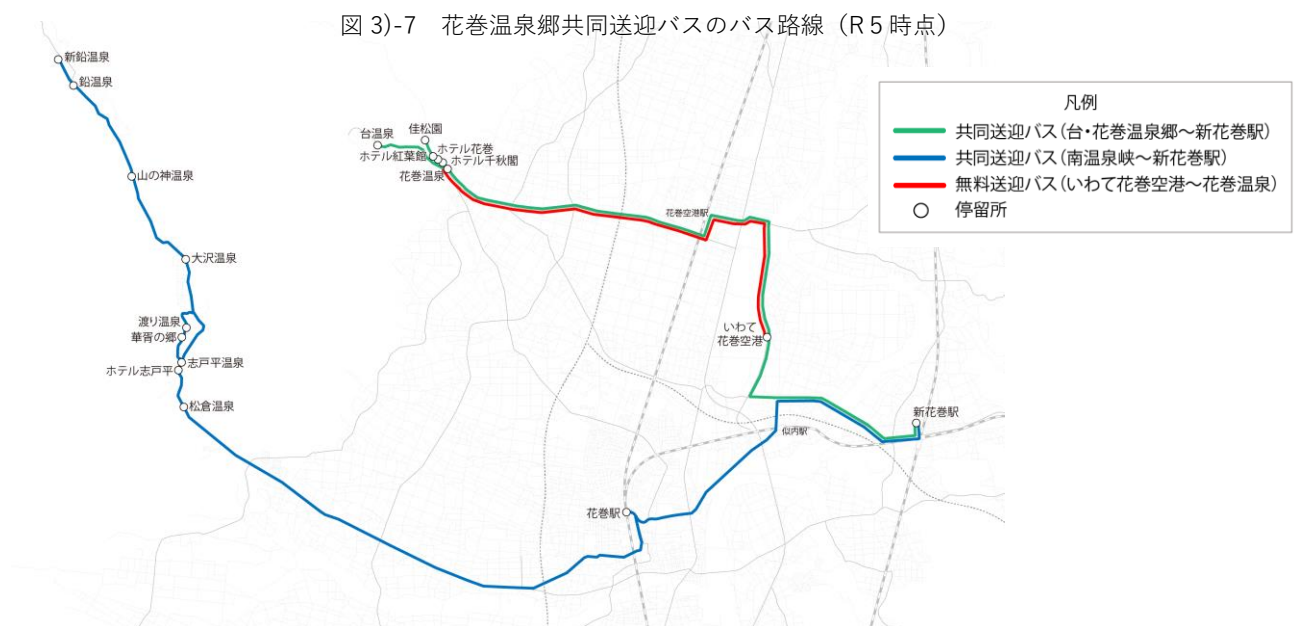 図 3)-7 花巻温泉郷共同送迎バスのバス路線（R５時点）
凡例
共同送迎バス（台・花巻温泉郷～新花巻駅）
共同送迎バス（南温泉峡～新花巻駅）
無料送迎バス（いわて花巻空港～花巻温泉）
停留所
新鉛温泉
鉛温泉
山の神温泉
大沢温泉
渡り温泉
華胥の郷
志戸平温泉
ホテル志戸平
松倉温泉
台温泉
佳松園
ホテル花巻
ホテル紅葉館
ホテル千秋閣
花巻温泉
花巻空港駅
いわて
花巻空港
新花巻駅
似内駅
花巻駅